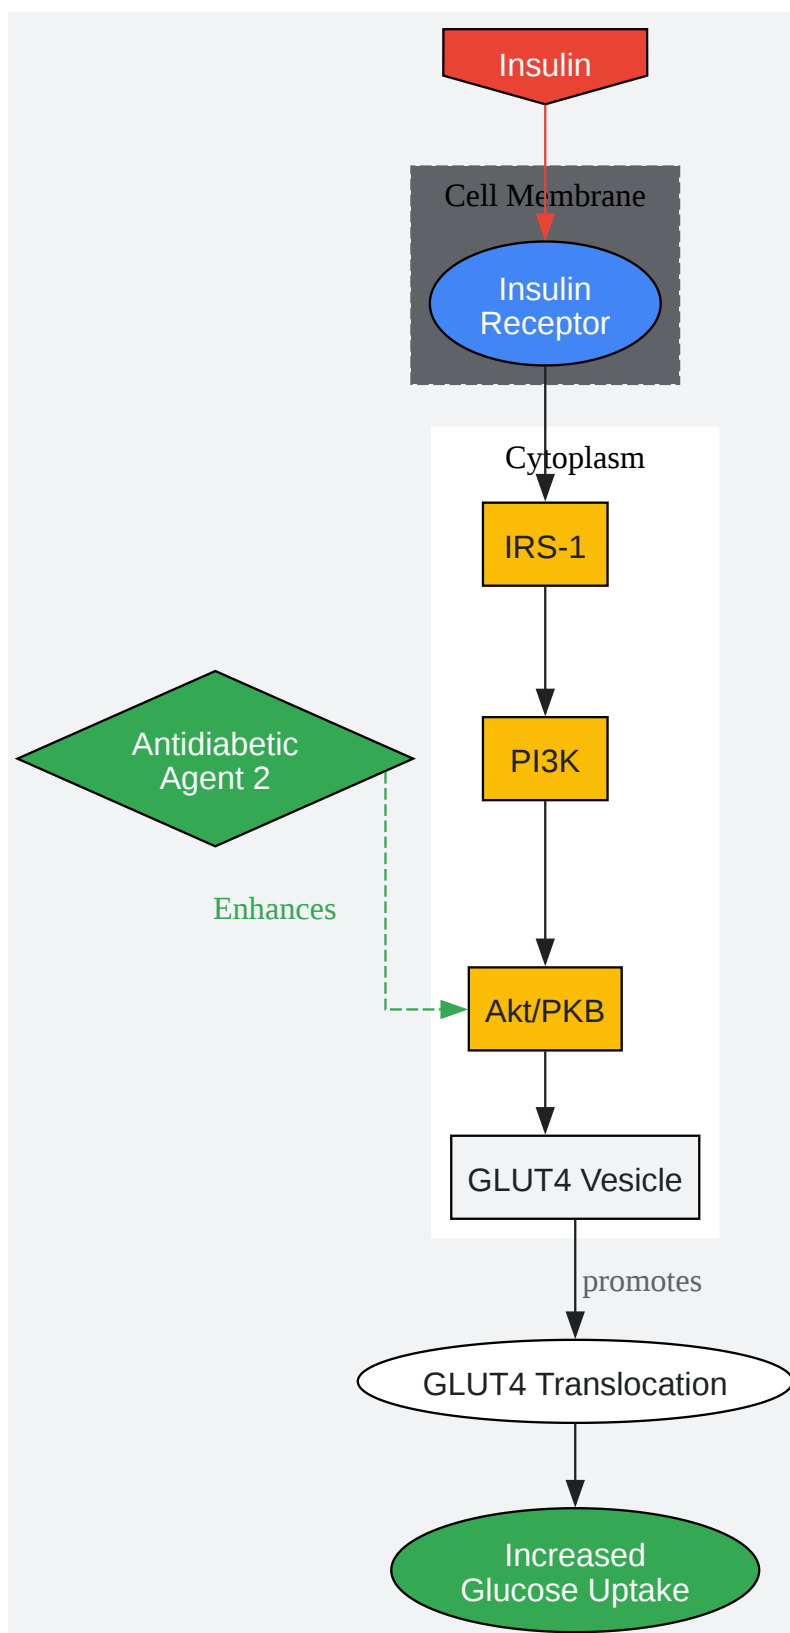 Insulin
Cell Membrane
Insulin
Receptor
Cytoplasm
IRS-1
Antidiabetic
Agent 2
PI3K
Enhances
Akt/PKB
GLUT4 Vesicle
promotes
GLUT4 Translocation
Increased
Glucose Uptake